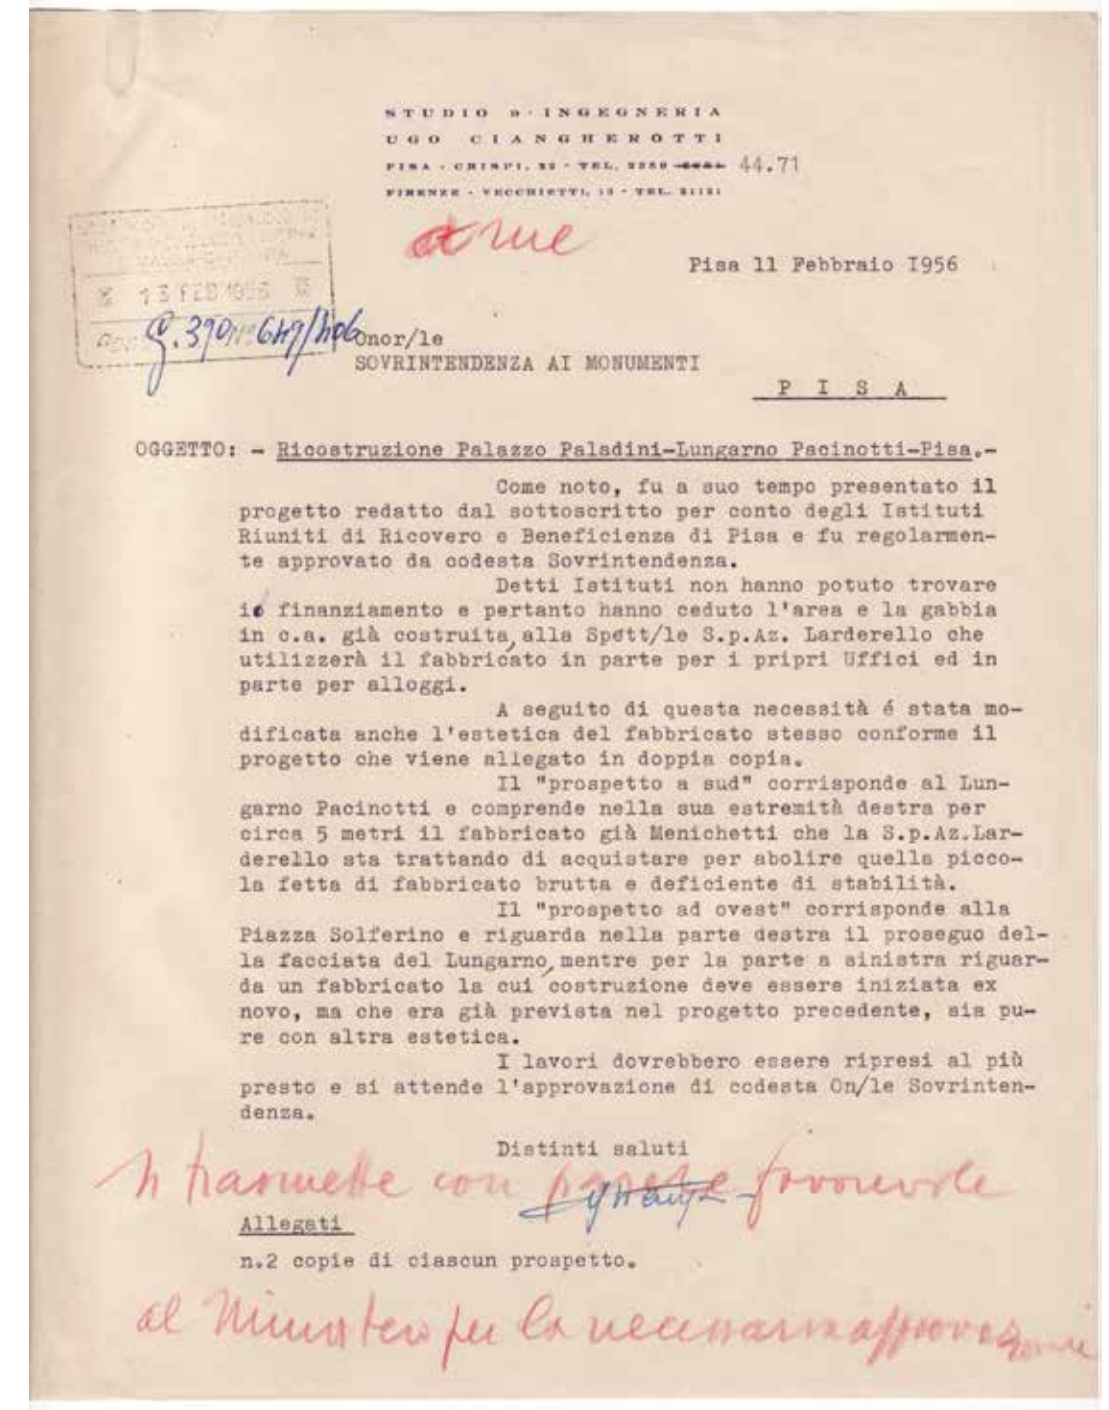 STUDIO D'INGEGNERIA
UGO CIANGHEROTTI
PISA - CRISPI, 22 - TEL. 44.71
FIRENZE - VECCHIETTI, 13 - TEL. 21121
a me
Pisa 11 Febbraio I956
13 FEB 1956
649/406
Onor/le
SOVRINTENDENZA AI MONUMENTI
P I S A
OGGETTO: - Ricostruzione Palazzo Paladini-Lungarno Pacinotti-Pisa.-
Come noto, fu a suo tempo presentato il
progetto redatto dal sottoscritto per conto degli Istituti
Riuniti di Ricovero e Beneficienza di Pisa e fu regolarmen-
te approvato da codesta Sovrintendenza.
Detti Istituti non hanno potuto trovare
il finanziamento e pertanto hanno ceduto l'area e la gabbia
in c.a. già costruita, alla Spett/le S.p.Az. Larderello che
utilizzerà il fabbricato in parte per i pripri Uffici ed in
parte per alloggi.
A seguito di questa necessità é stata mo-
dificata anche l'estetica del fabbricato stesso conforme il
progetto che viene allegato in doppia copia.
Il "prospetto a sud" corrisponde al Lun-
garno Pacinotti e comprende nella sua estremità destra per
circa 5 metri il fabbricato già Menichetti che la S.p.Az.Lar-
derello sta trattando di acquistare per abolire quella picco-
la fetta di fabbricato brutta e deficiente di stabilità.
Il "prospetto ad ovest" corrisponde alla
Piazza Solferino e riguarda nella parte destra il proseguo del-
la facciata del Lungarno, mentre per la parte a sinistra riguar-
da un fabbricato la cui costruzione deve essere iniziata ex
novo, ma che era già prevista nel progetto precedente, sia pu-
re con altra estetica.
I lavori dovrebbero essere ripresi al più
presto e si attende l'approvazione di codesta On/le Sovrinten-
denza.
Distinti saluti
Si trasmette con parere favorevole
Allegati
n.2 copie di ciascun prospetto.
al Ministero per la necessaria approvazione